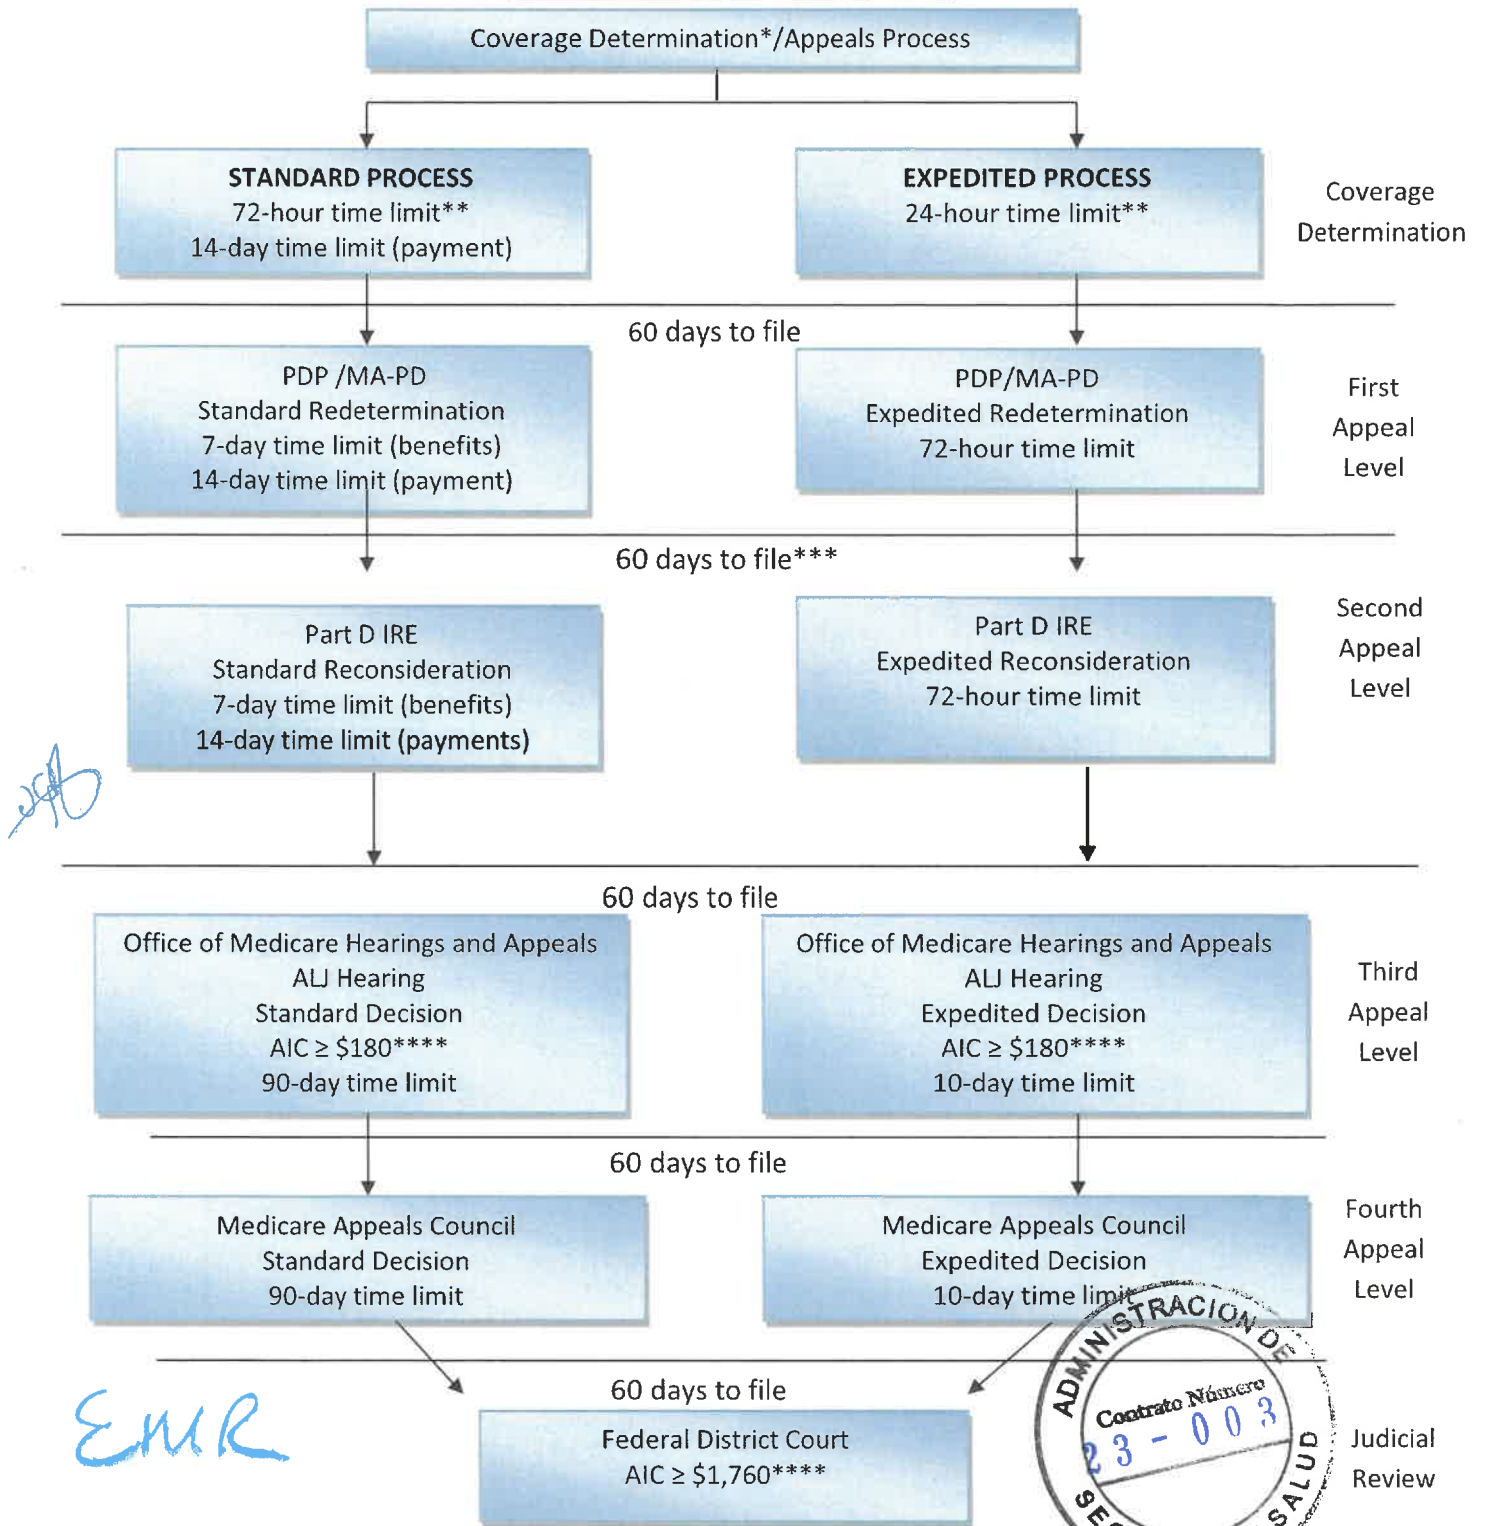 Coverage Determination*/Appeals Process
STANDARD PROCESS
72-hour time limit**
14-day time limit (payment)
EXPEDITED PROCESS
24-hour time limit**
Coverage
Determination
60 days to file
PDP /MA-PD
Standard Redetermination
7-day time limit (benefits)
14-day time limit (payment)
PDP/MA-PD
Expedited Redetermination
72-hour time limit
First
Appeal
Level
60 days to file***
Part D IRE
Standard Reconsideration
7-day time limit (benefits)
14-day time limit (payments)
Part D IRE
Expedited Reconsideration
72-hour time limit
Second
Appeal
Level
60 days to file
Office of Medicare Hearings and Appeals
ALJ Hearing
Standard Decision
AIC ≥ $180****
90-day time limit
Office of Medicare Hearings and Appeals
ALJ Hearing
Expedited Decision
AIC ≥ $180****
10-day time limit
Third
Appeal
Level
60 days to file
Medicare Appeals Council
Standard Decision
90-day time limit
Medicare Appeals Council
Expedited Decision
10-day time limit
Fourth
Appeal
Level
60 days to file
Federal District Court
AIC ≥ $1,760****
Judicial
Review
EMR
ADMINISTRACION DE
Contrato Número
23-003
SALUD